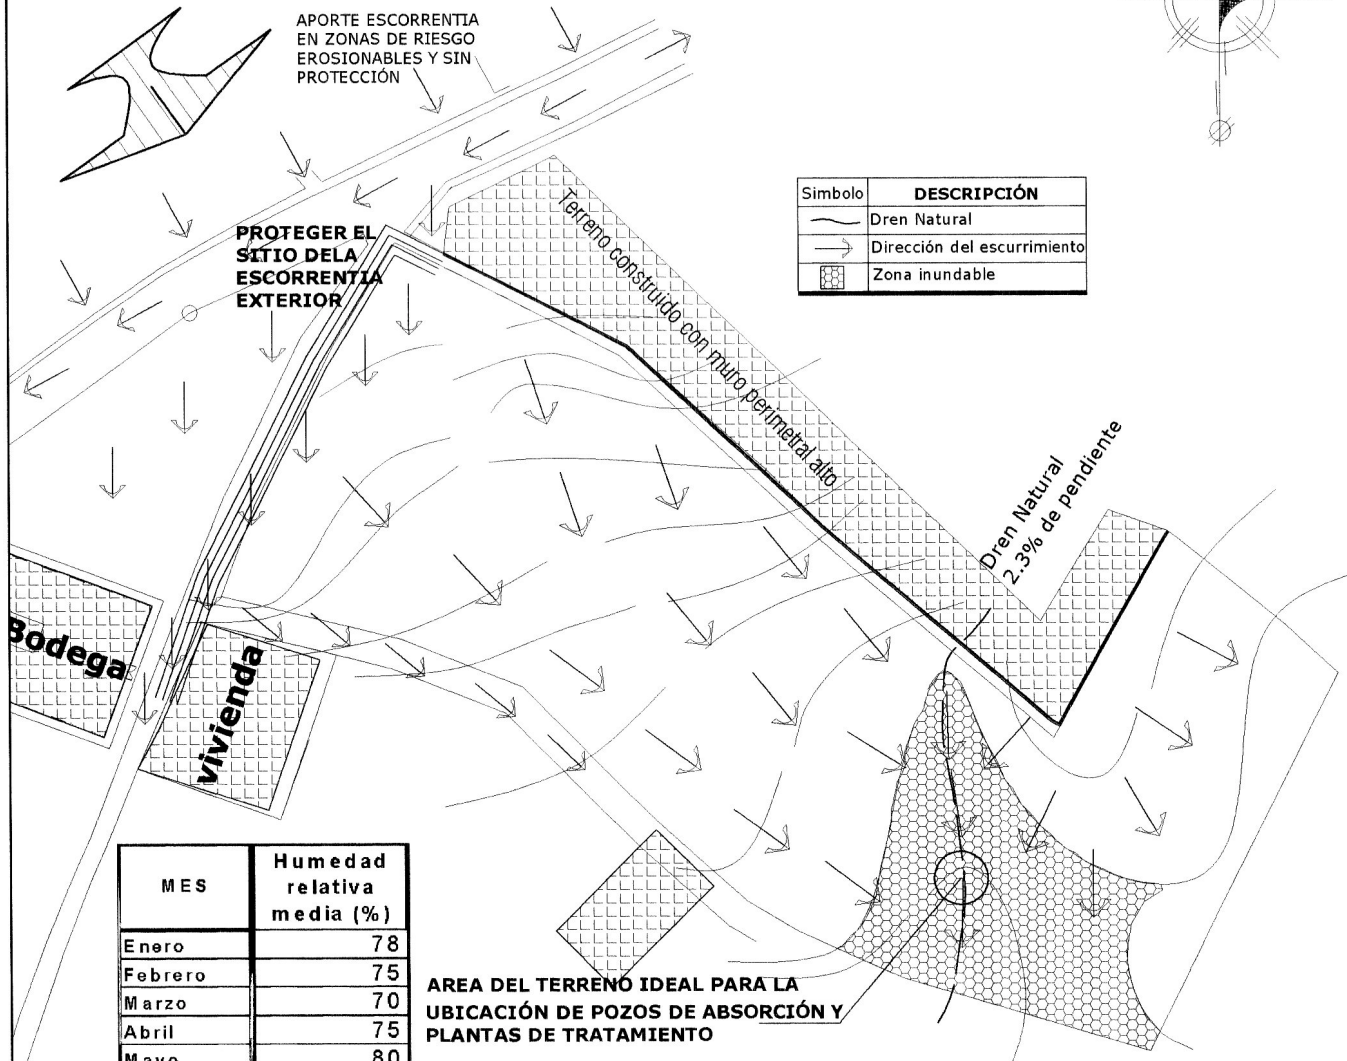 APORTE ESCORRENTIA
EN ZONAS DE RIESGO
EROSIONABLES Y SIN
PROTECCIÓN
PROTEGER EL
SITIO DELA
ESCORRENTIA
EXTERIOR
Terreno construido con muro perimetral alto
Simbolo DESCRIPCIÓN
Dren Natural
Dirección del escurrimiento
Zona inundable
Dren Natural
2.3% de pendiente
Bodega
vivienda
MES Humedad
relativa
media (%)
Enero 78
Febrero 75
Marzo 70
Abril 75
Mayo 80
AREA DEL TERRENO IDEAL PARA LA
UBICACIÓN DE POZOS DE ABSORCIÓN Y
PLANTAS DE TRATAMIENTO